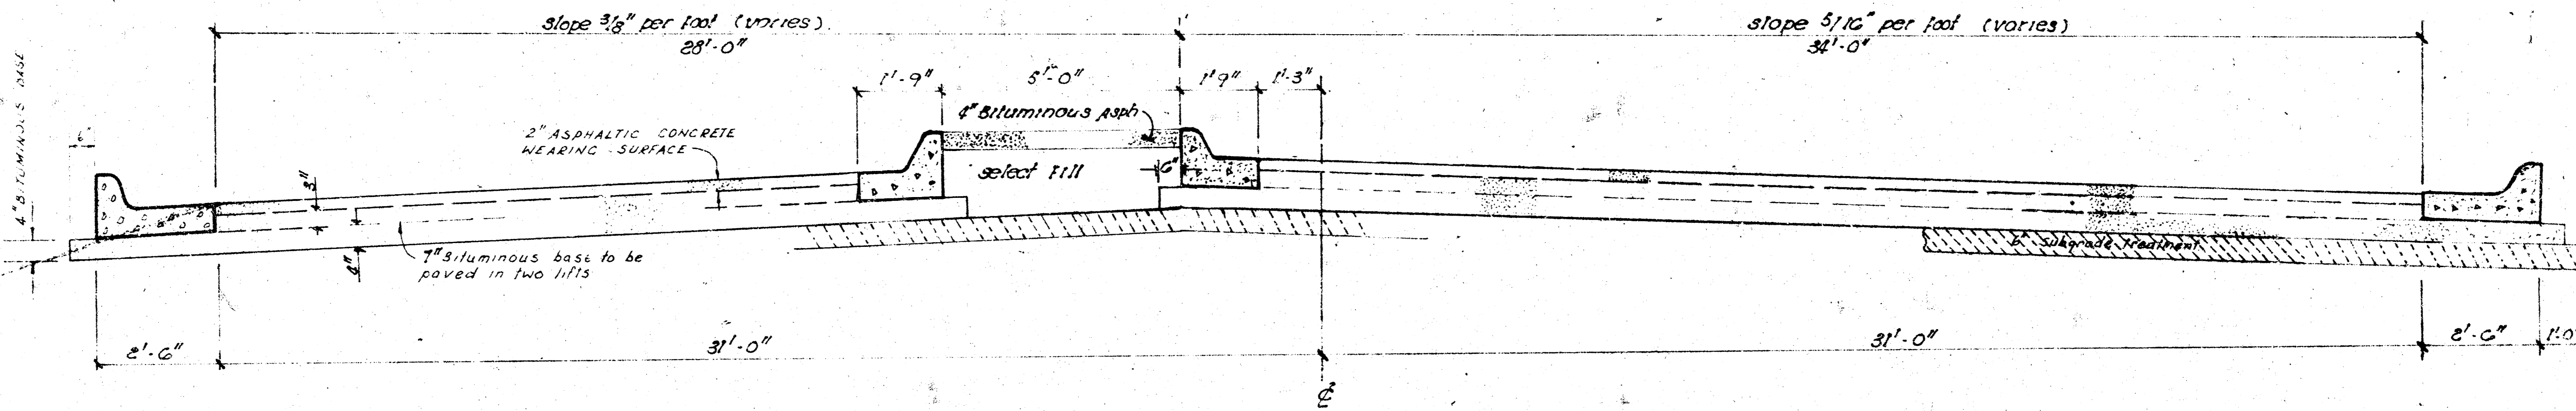 slope 3/8" per foot (varies)
28'-0"
slope 5/16" per foot (varies)
34'-0"
1'-9"
5'-0"
1'9"
1'-3"
4" BITUMINOUS BASE
6"
2" ASPHALTIC CONCRETE
WEARING SURFACE
4" Bituminous Asph
select Fill
6"
3"
4"
7" Bituminous base to be
paved in two lifts
6" Subgrade Treatment
2'-6"
31'-0"
31'-0"
2'-6"
1'-0
℄